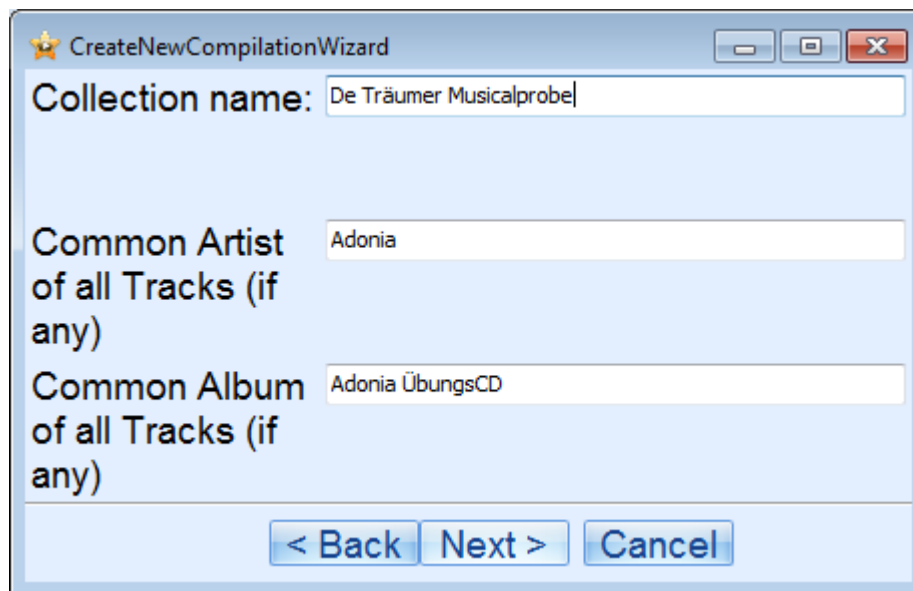 CreateNewCompilationWizard
Collection name: De Träumer Musicalprobe
Common Artist Adonia
of all Tracks (if
any)
Common Album Adonia ÜbungsCD
of all Tracks (if
any)
< Back Next > Cancel